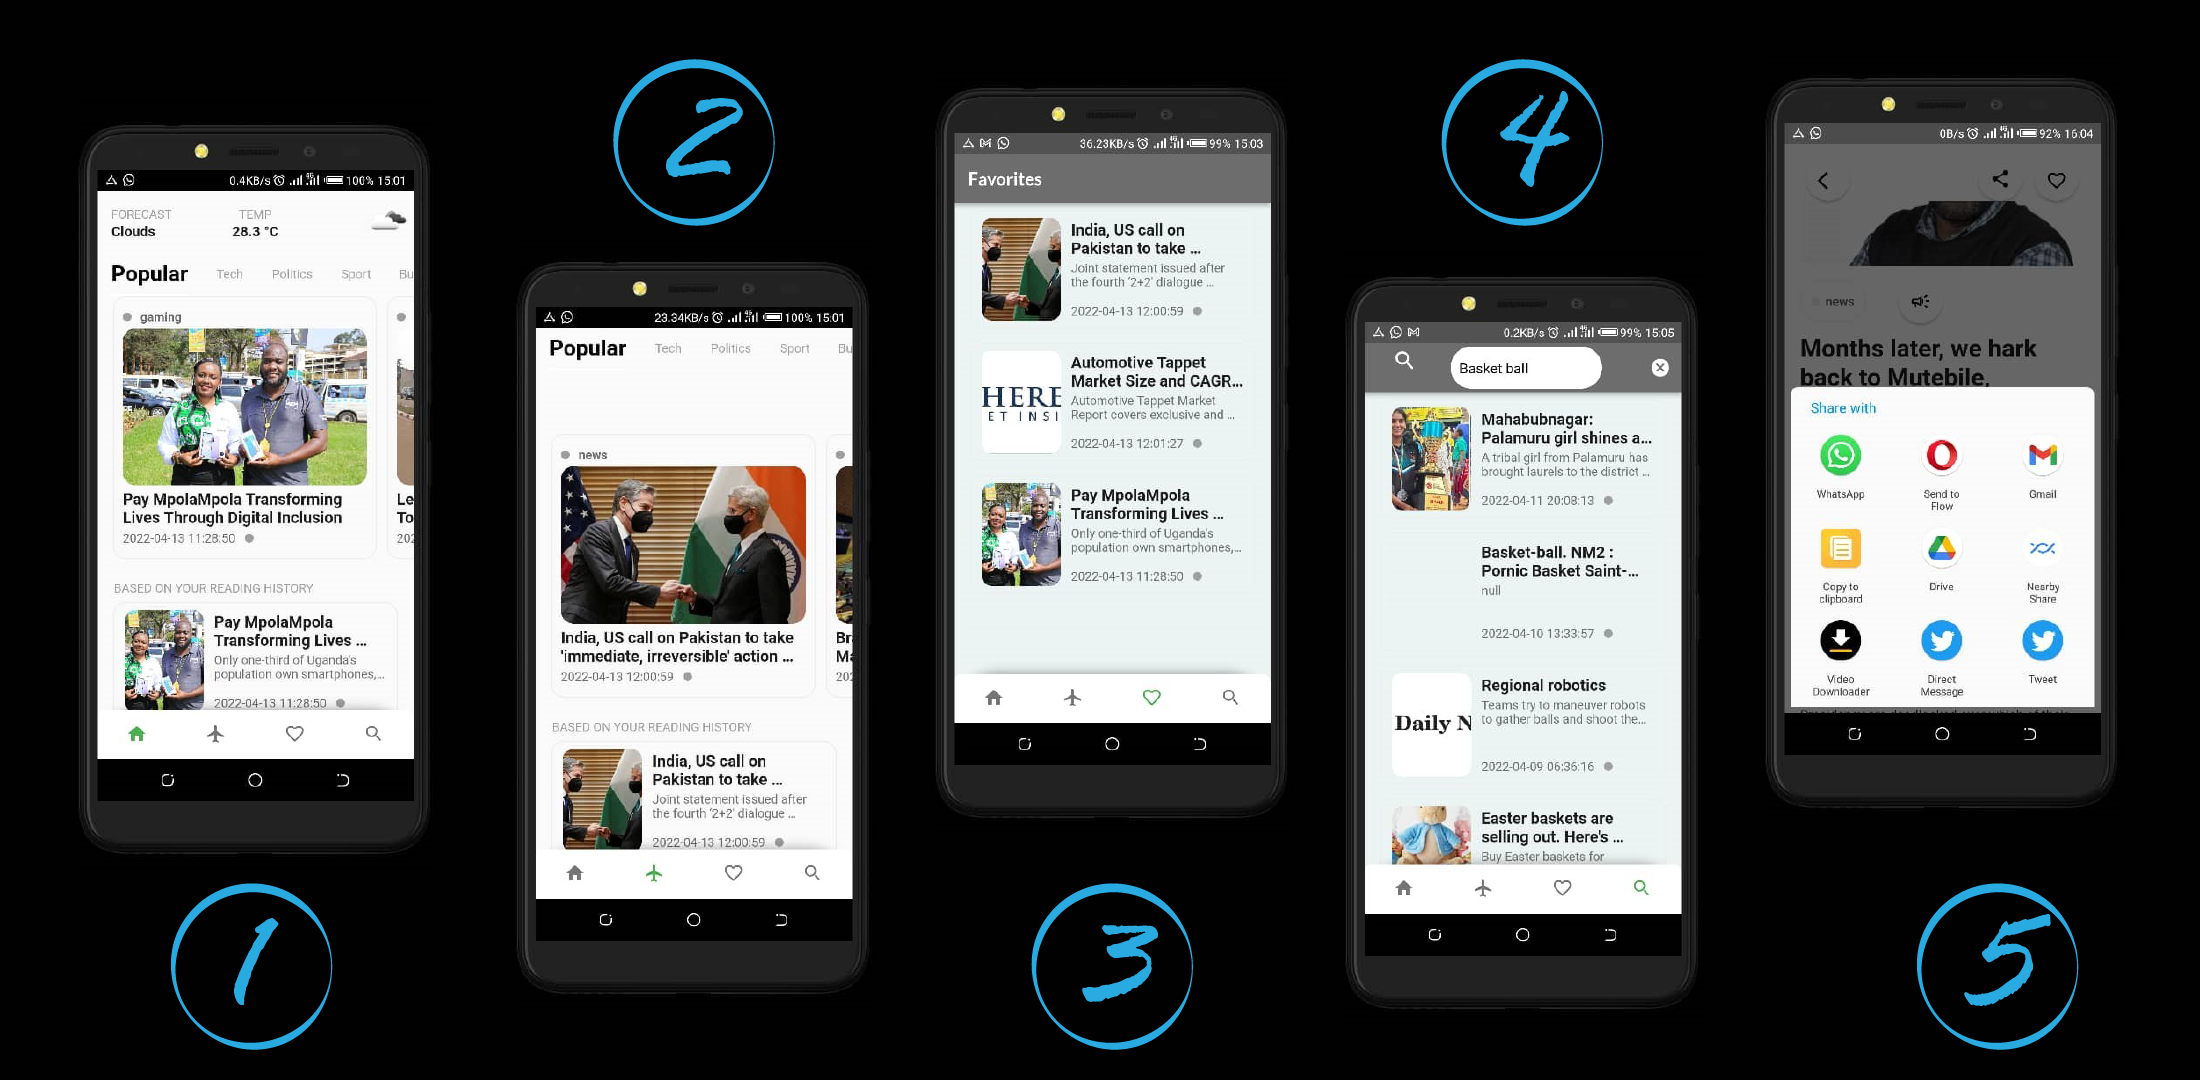 0.4KB/s 4G 100% 15:01
FORECAST TEMP
Clouds 28.3 °C
Popular Tech Politics Sport Bu
gaming
Pay MpolaMpola Transforming
Lives Through Digital Inclusion
2022-04-13 11:28:50
Le
To
202
BASED ON YOUR READING HISTORY
Pay MpolaMpola
Transforming Lives ...
Only one-third of Uganda's
population own smartphones,...
2022-04-13 11:28:50
1
2
23.34KB/s 4G 100% 15:01
Popular Tech Politics Sport Bu
news
India, US call on Pakistan to take
'immediate, irreversible' action ...
2022-04-13 12:00:59
Bra
Ma
202
BASED ON YOUR READING HISTORY
India, US call on
Pakistan to take ...
Joint statement issued after
the fourth '2+2' dialogue ...
2022-04-13 12:00:59
36.23KB/s 4G 99% 15:03
Favorites
India, US call on
Pakistan to take ...
Joint statement issued after
the fourth '2+2' dialogue ...
2022-04-13 12:00:59
HERE
ET INSI
Automotive Tappet
Market Size and CAGR...
Automotive Tappet Market
Report covers exclusive and ...
2022-04-13 12:01:27
Pay MpolaMpola
Transforming Lives ...
Only one-third of Uganda's
population own smartphones,...
2022-04-13 11:28:50
3
4
0.2KB/s 4G 99% 15:05
Basket ball
Mahabubnagar:
Palamuru girl shines a...
A tribal girl from Palamuru has
brought laurels to the district ...
2022-04-11 20:08:13
Basket-ball. NM2 :
Pornic Basket Saint-...
null
2022-04-10 13:33:57
Daily N
Regional robotics
Teams try to maneuver robots
to gather balls and shoot the...
2022-04-09 06:36:16
Easter baskets are
selling out. Here's ...
Buy Easter baskets for
0B/s 4G 92% 16:04
news
Months later, we hark
back to Mutebile,
Share with
WhatsApp
Send to
Flow
Gmail
Copy to
clipboard
Drive
Nearby
Share
Video
Downloader
Direct
Message
Tweet
5